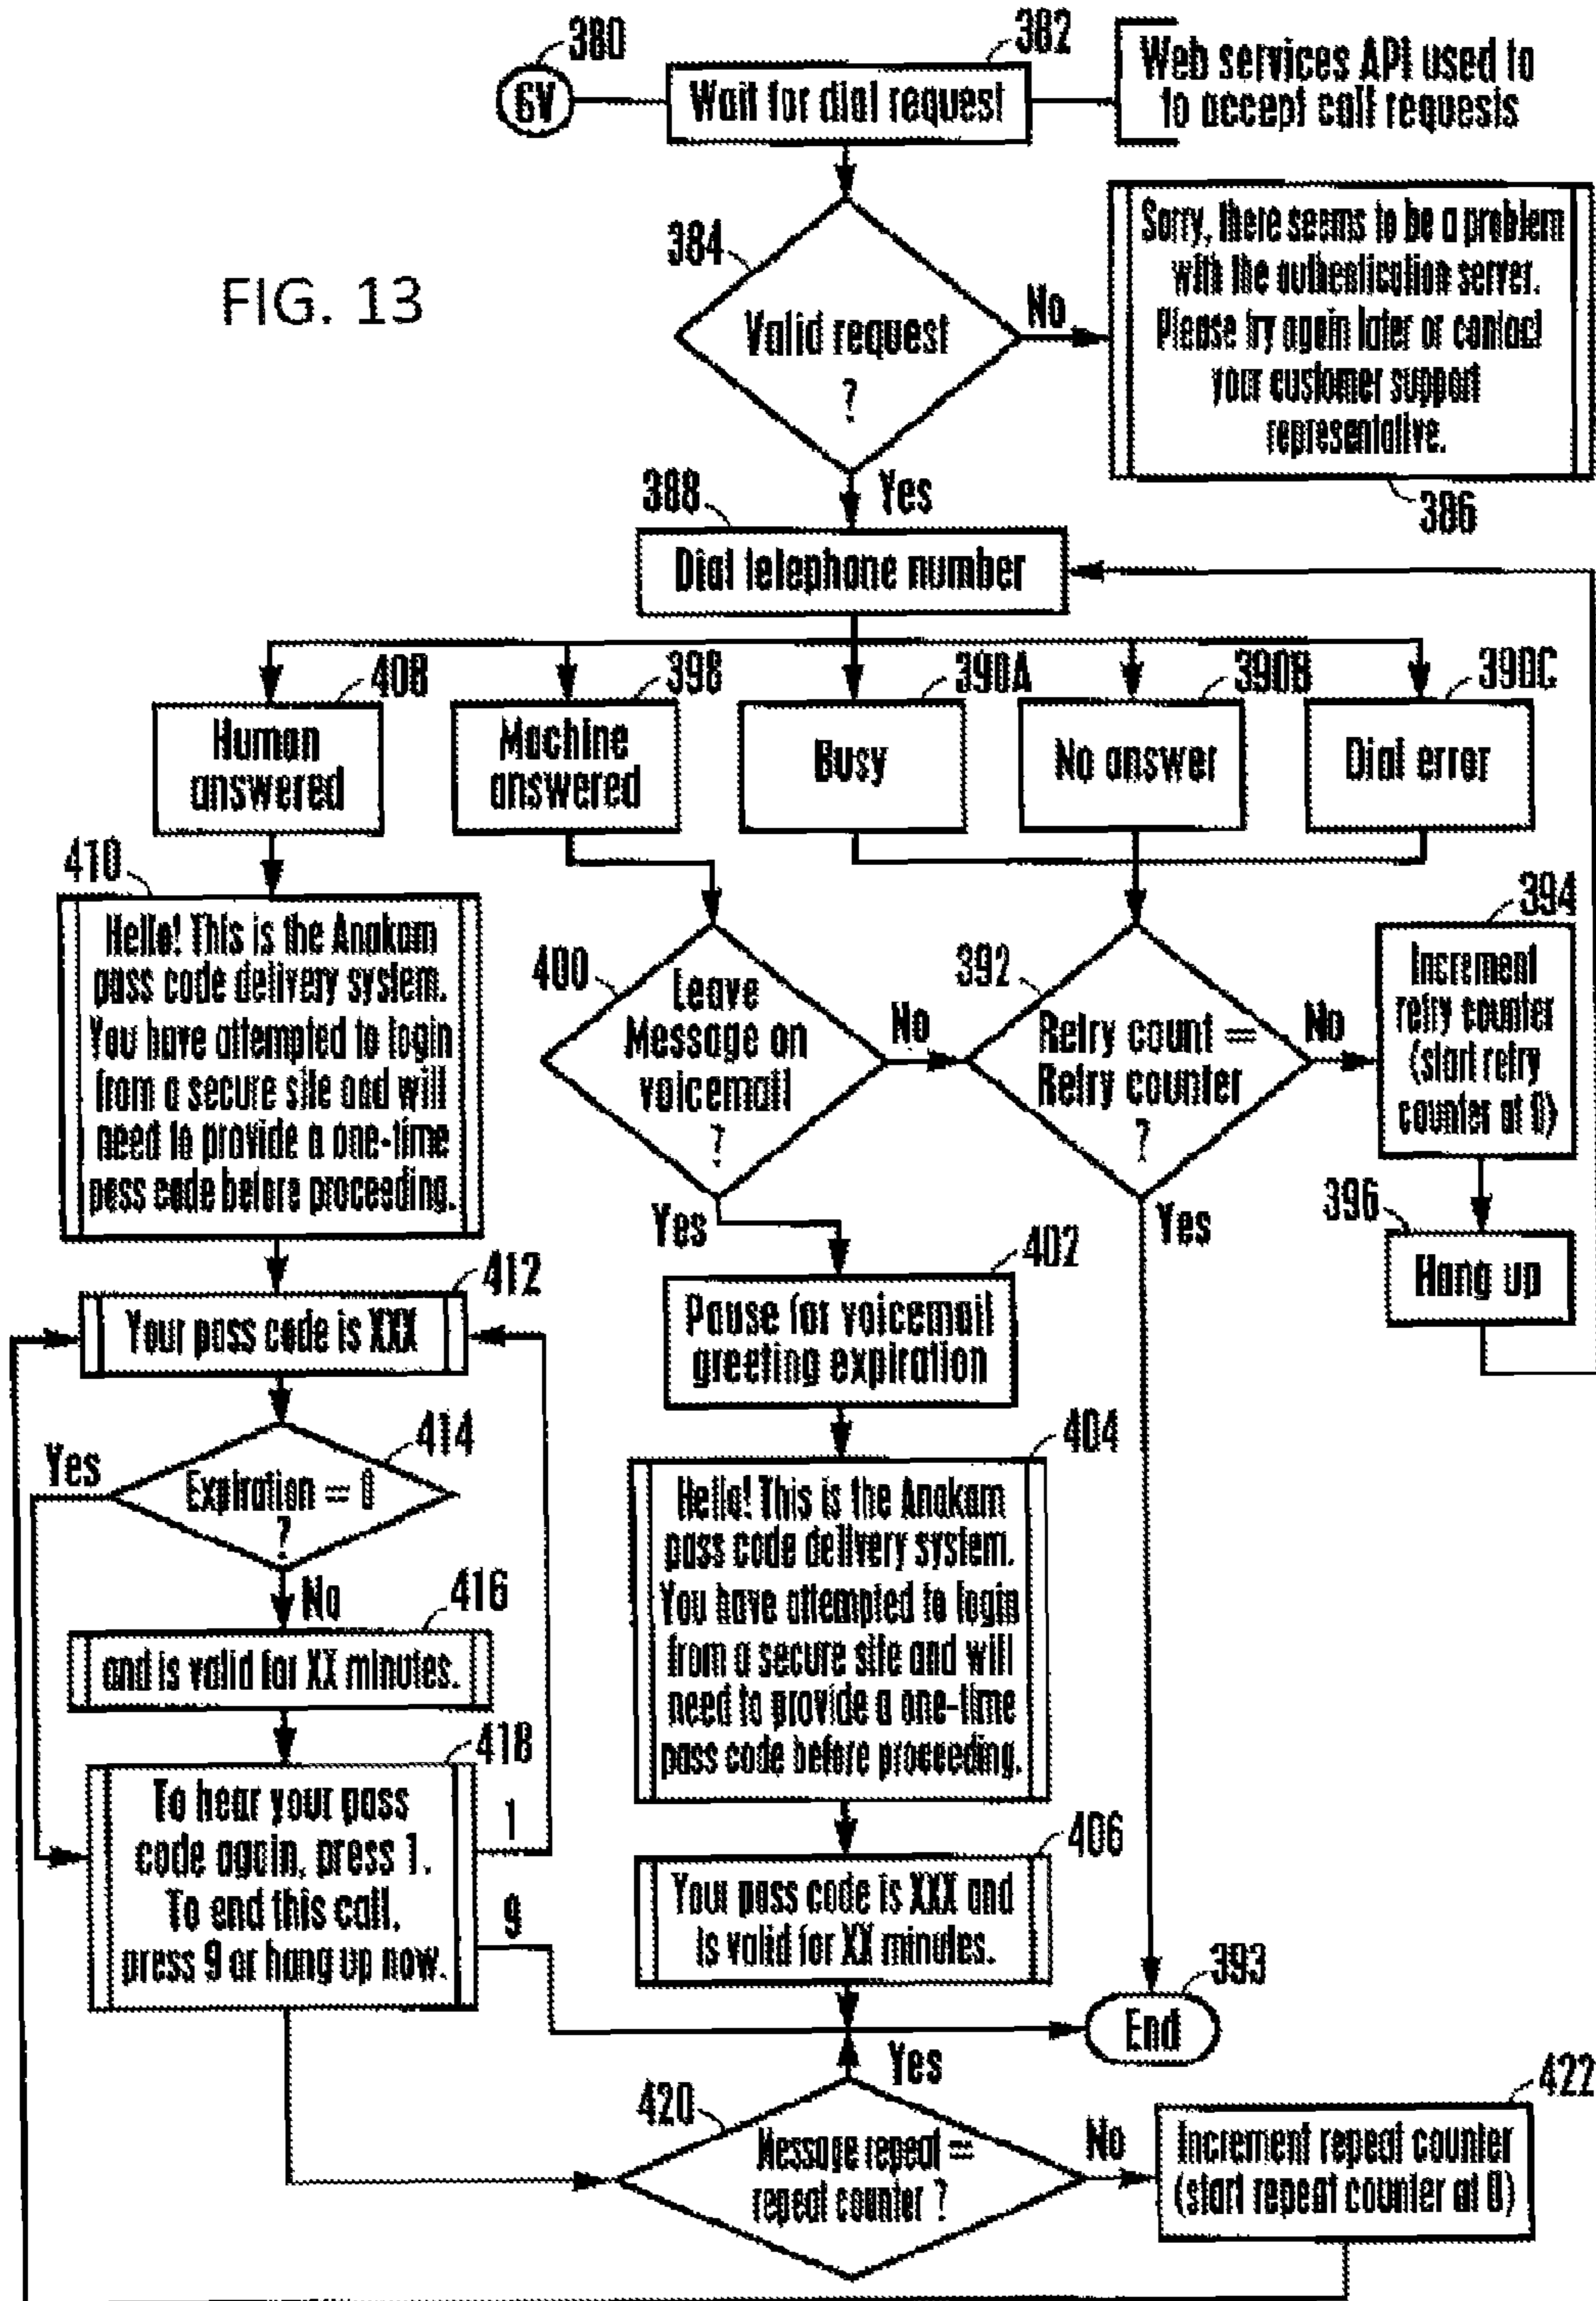 380
6V
382
Wait for dial request
Web services API used to
to accept call requests
FIG. 13
384
Valid request
?
No
Yes
Sorry, there seems to be a problem
with the authentication server.
Please try again later or contact
your customer support
representative.
386
388
Dial telephone number
408
Human
answered
398
Machine
answered
390A
Busy
390B
No answer
390C
Dial error
410
Hello! This is the Anakam
pass code delivery system.
You have attempted to login
from a secure site and will
need to provide a one-time
pass code before proceeding.
400
Leave
Message on
voicemail
?
No
Yes
392
Retry count =
Retry counter
?
No
Yes
394
Increment
retry counter
(start retry
counter at 0)
396
Hang up
412
Your pass code is XXX
402
Pause for voicemail
greeting expiration
414
Yes
Expiration = 0
?
No
404
Hello! This is the Anakam
pass code delivery system.
You have attempted to login
from a secure site and will
need to provide a one-time
pass code before proceeding.
416
and is valid for XX minutes.
418
To hear your pass
code again, press 1.
To end this call,
press 9 or hang up now.
1
9
406
Your pass code is XXX and
is valid for XX minutes.
393
End
Yes
420
Message repeat =
repeat counter ?
No
422
Increment repeat counter
(start repeat counter at 0)